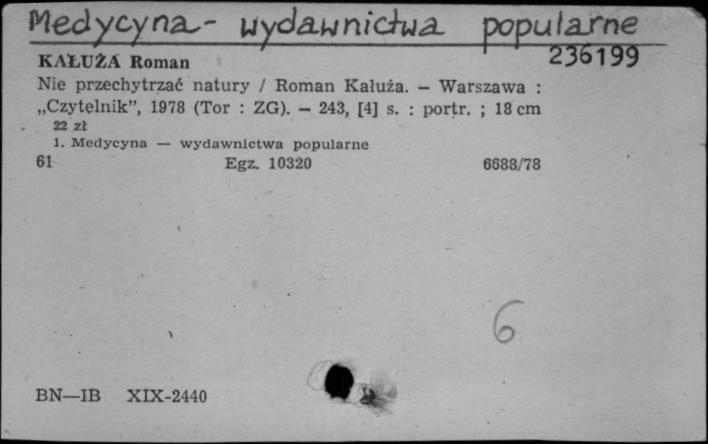 Medycyna - wydawnictwa popularne
236199
KAŁUŻA Roman
Nie przechytrzać natury / Roman Kałuża. — Warszawa :
„Czytelnik”, 1978 (Tor : ZG). — 243, [4] s. : portr. ; 18 cm
22 zł
1. Medycyna — wydawnictwa popularne
61 Egz. 10320 6688/78
6
BN—IB XIX-2440